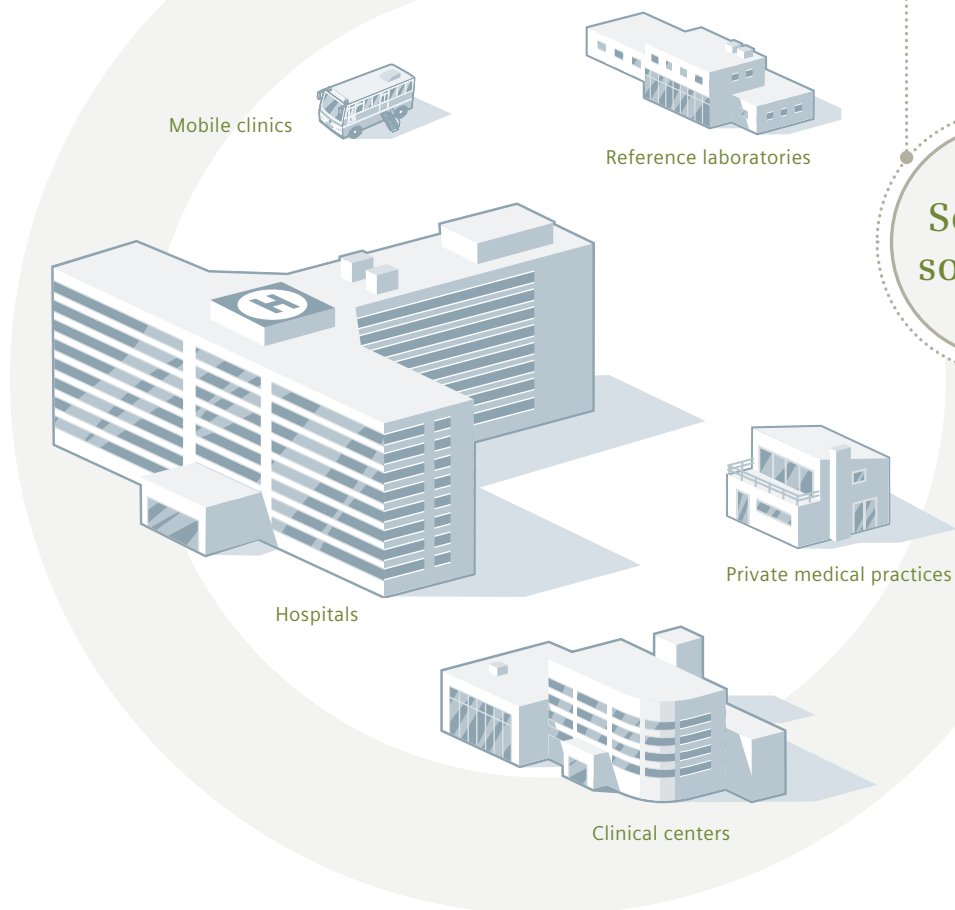 Mobile clinics
Reference laboratories
Private medical practices
Hospitals
Clinical centers